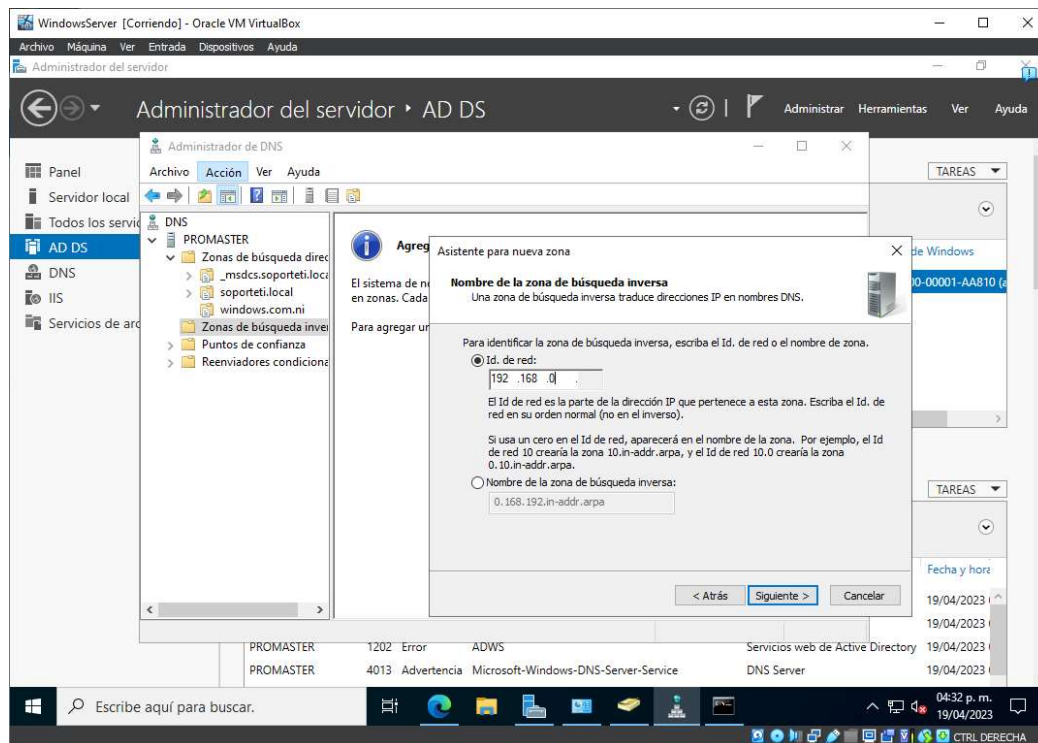 WindowsServer [Corriendo] - Oracle VM VirtualBox
Archivo Máquina Ver Entrada Dispositivos Ayuda
Administrador del servidor
Administrador del servidor AD DS
Administrar Herramientas Ver Ayuda
Panel
Servidor local
Todos los servic
AD DS
DNS
IIS
Servicios de arc
Administrador de DNS
Archivo Acción Ver Ayuda
DNS
PROMASTER
Zonas de búsqueda direc
_msdcs.soporteti.loca
soporteti.local
windows.com.ni
Zonas de búsqueda inver
Puntos de confianza
Reenviadores condiciona
Agreg
El sistema de no
en zonas. Cada
Para agregar un
Asistente para nueva zona
Nombre de la zona de búsqueda inversa
Una zona de búsqueda inversa traduce direcciones IP en nombres DNS.
Para identificar la zona de búsqueda inversa, escriba el Id. de red o el nombre de zona.
Id. de red:
192 .168 .0 .
El Id de red es la parte de la dirección IP que pertenece a esta zona. Escriba el Id. de
red en su orden normal (no en el inverso).
Si usa un cero en el Id de red, aparecerá en el nombre de la zona. Por ejemplo, el Id
de red 10 crearía la zona 10.in-addr.arpa, y el Id de red 10.0 crearía la zona
0.10.in-addr.arpa.
Nombre de la zona de búsqueda inversa:
0.168.192.in-addr.arpa
< Atrás Siguiente > Cancelar
TAREAS
de Windows
00-00001-AA810 (a
TAREAS
Fecha y hora
19/04/2023
19/04/2023
PROMASTER 1202 Error ADWS Servicios web de Active Directory 19/04/2023
PROMASTER 4013 Advertencia Microsoft-Windows-DNS-Server-Service DNS Server 19/04/2023
Escribe aquí para buscar.
04:32 p. m.
19/04/2023
CTRL DERECHA